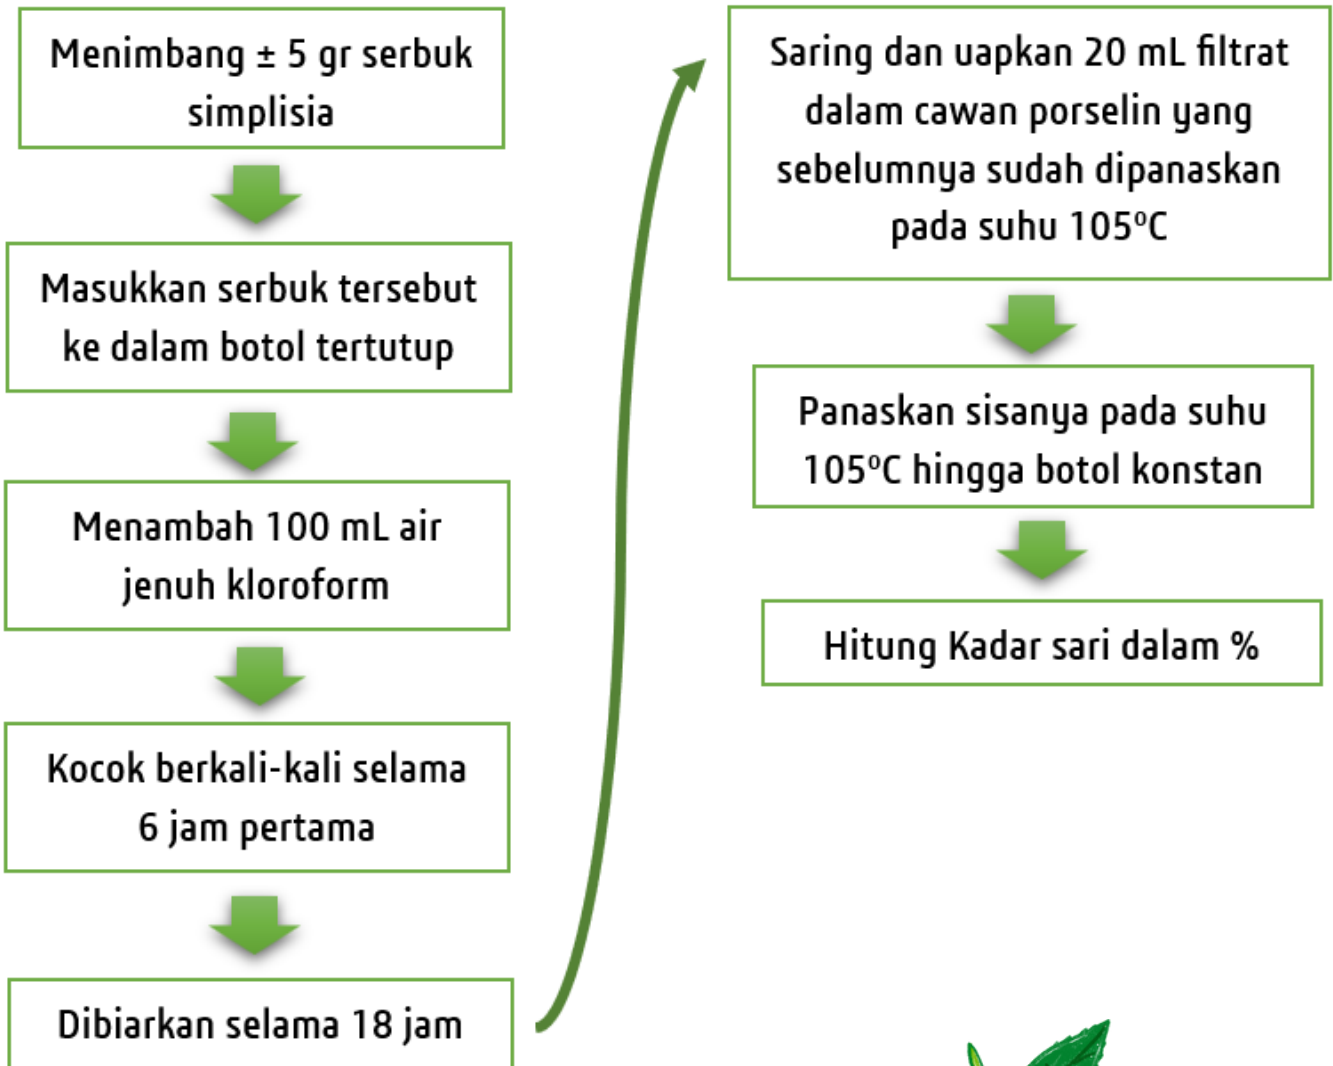 Menimbang ± 5 gr serbuk
simplisia
Masukkan serbuk tersebut
ke dalam botol tertutup
Menambah 100 mL air
jenuh kloroform
Kocok berkali-kali selama
6 jam pertama
Dibiarkan selama 18 jam
Saring dan uapkan 20 mL filtrat
dalam cawan porselin yang
sebelumnya sudah dipanaskan
pada suhu 105ºC
Panaskan sisanya pada suhu
105ºC hingga botol konstan
Hitung Kadar sari dalam %